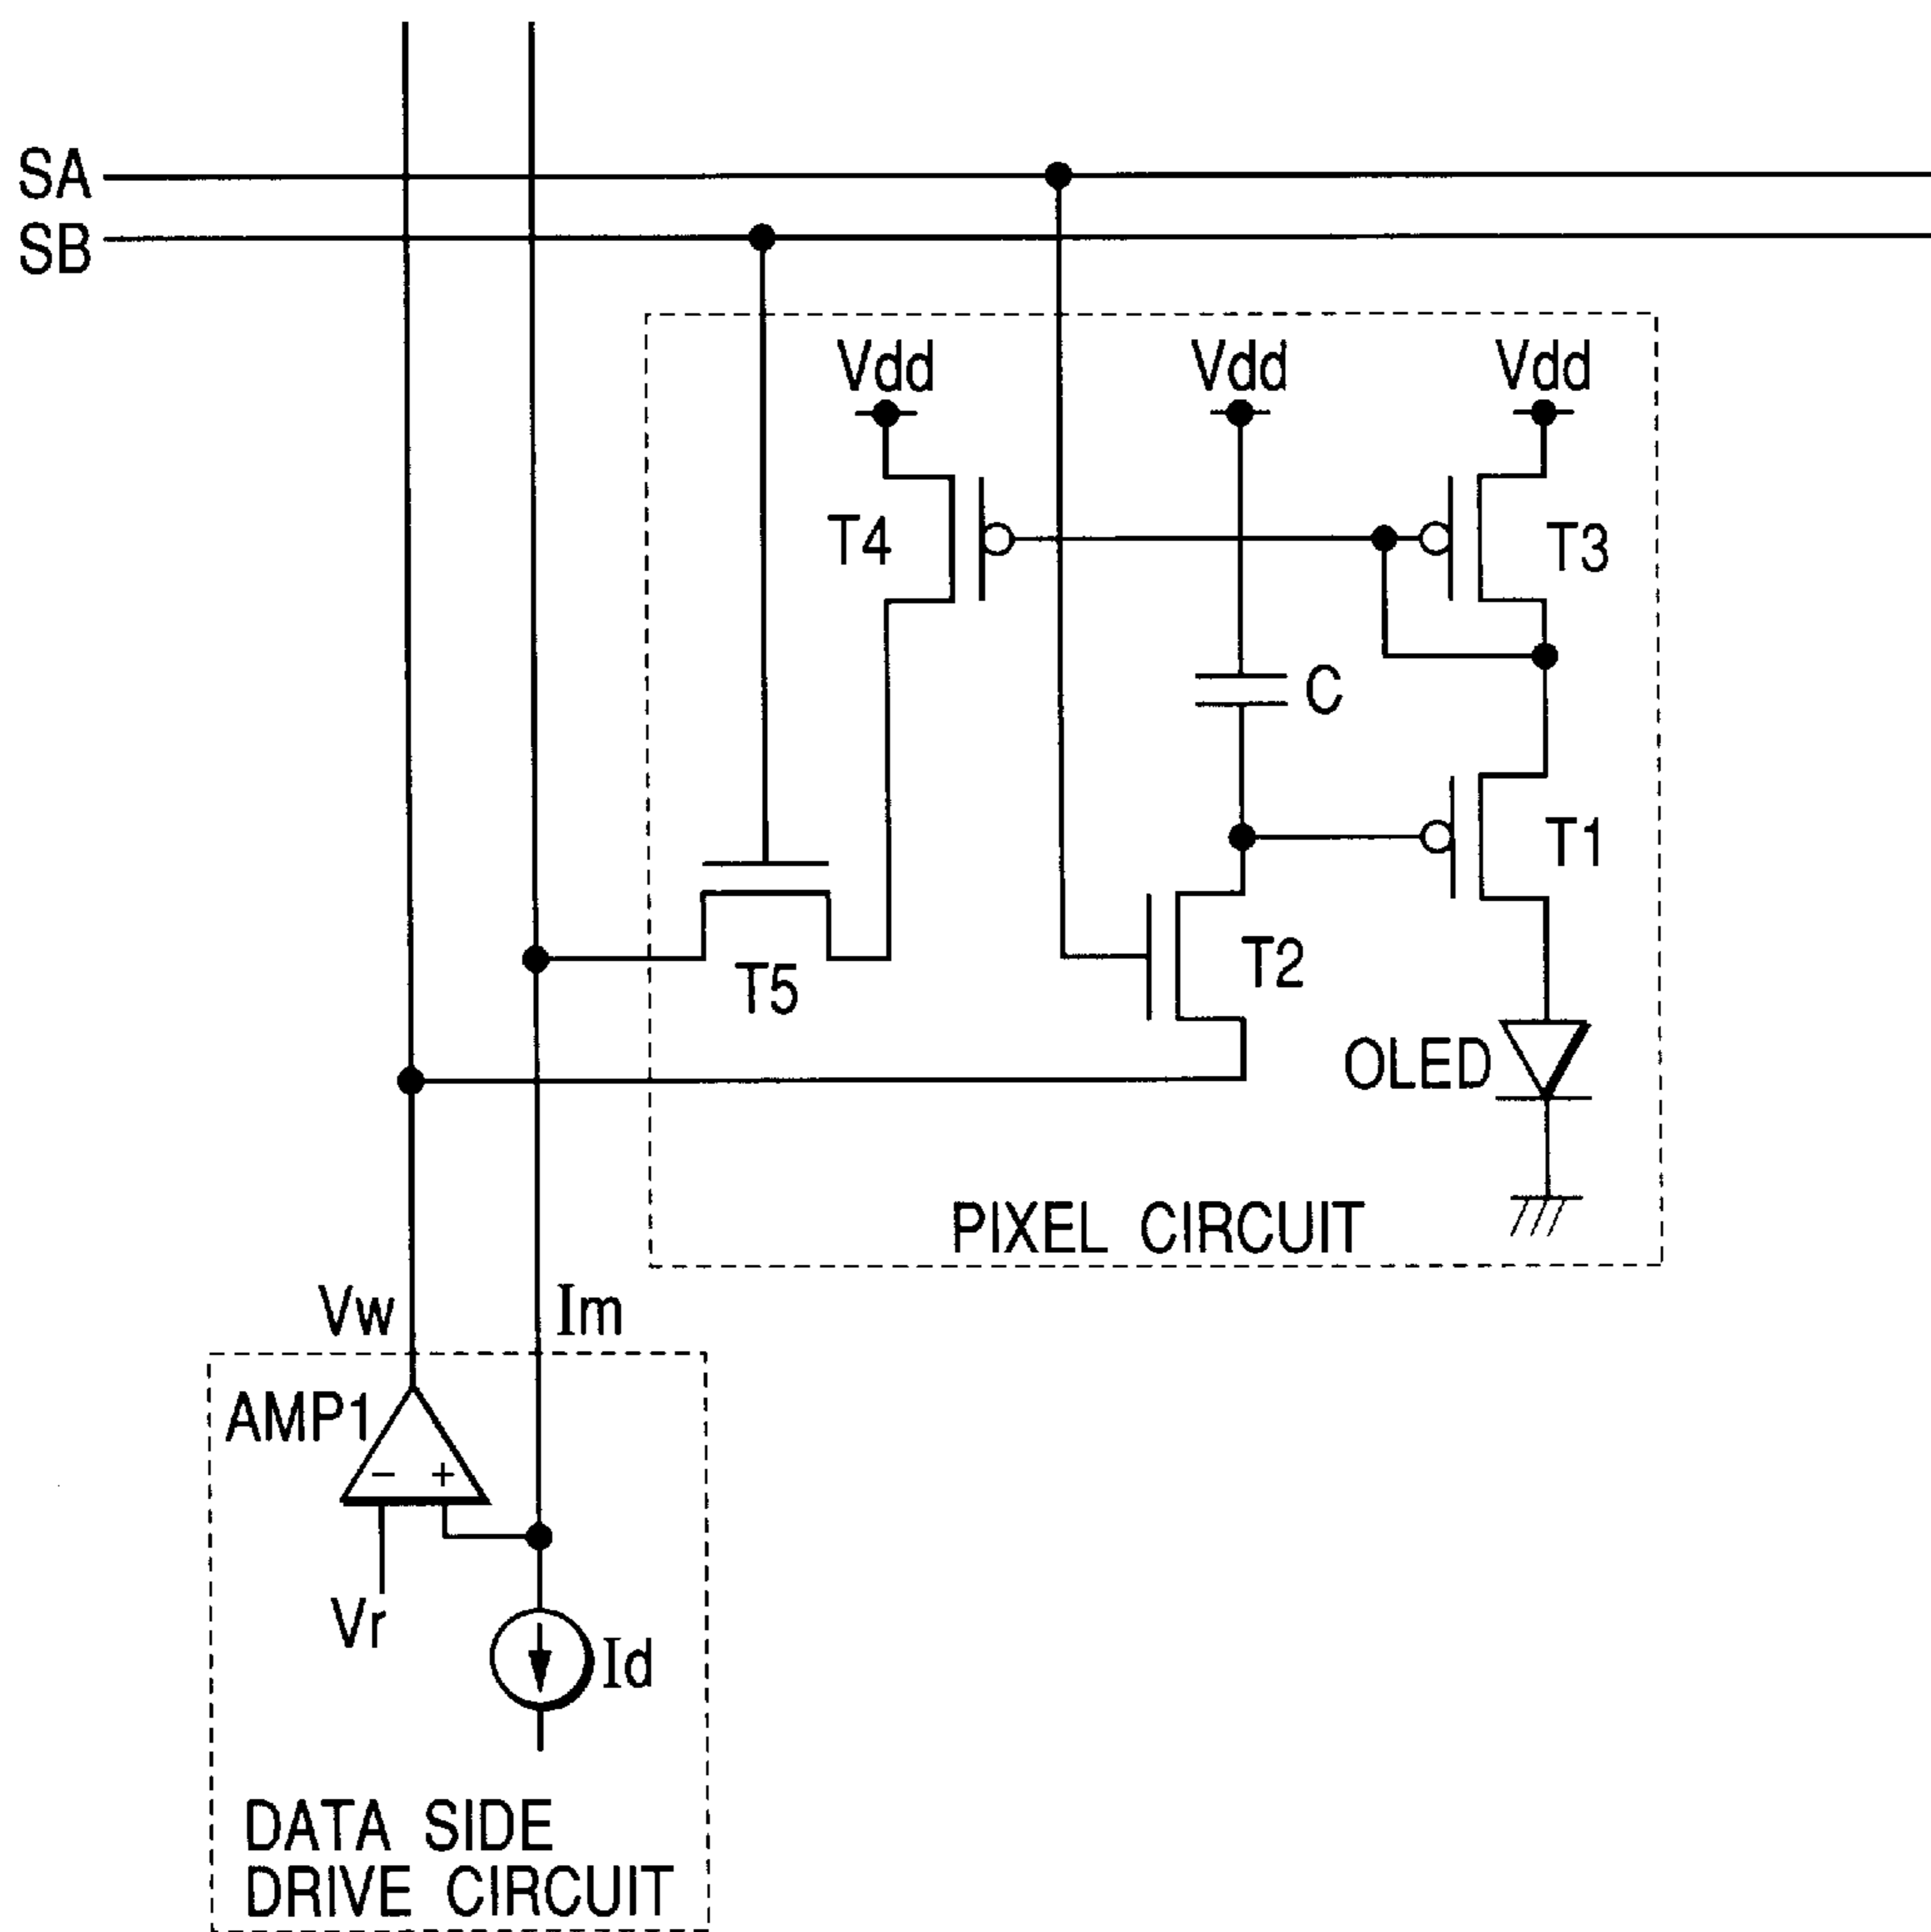 SA
SB
Vdd Vdd Vdd
T4 T3
C
T1
T5 T2
OLED
PIXEL CIRCUIT
Vw Im
AMP1
− +
Vr
Id
DATA SIDE
DRIVE CIRCUIT